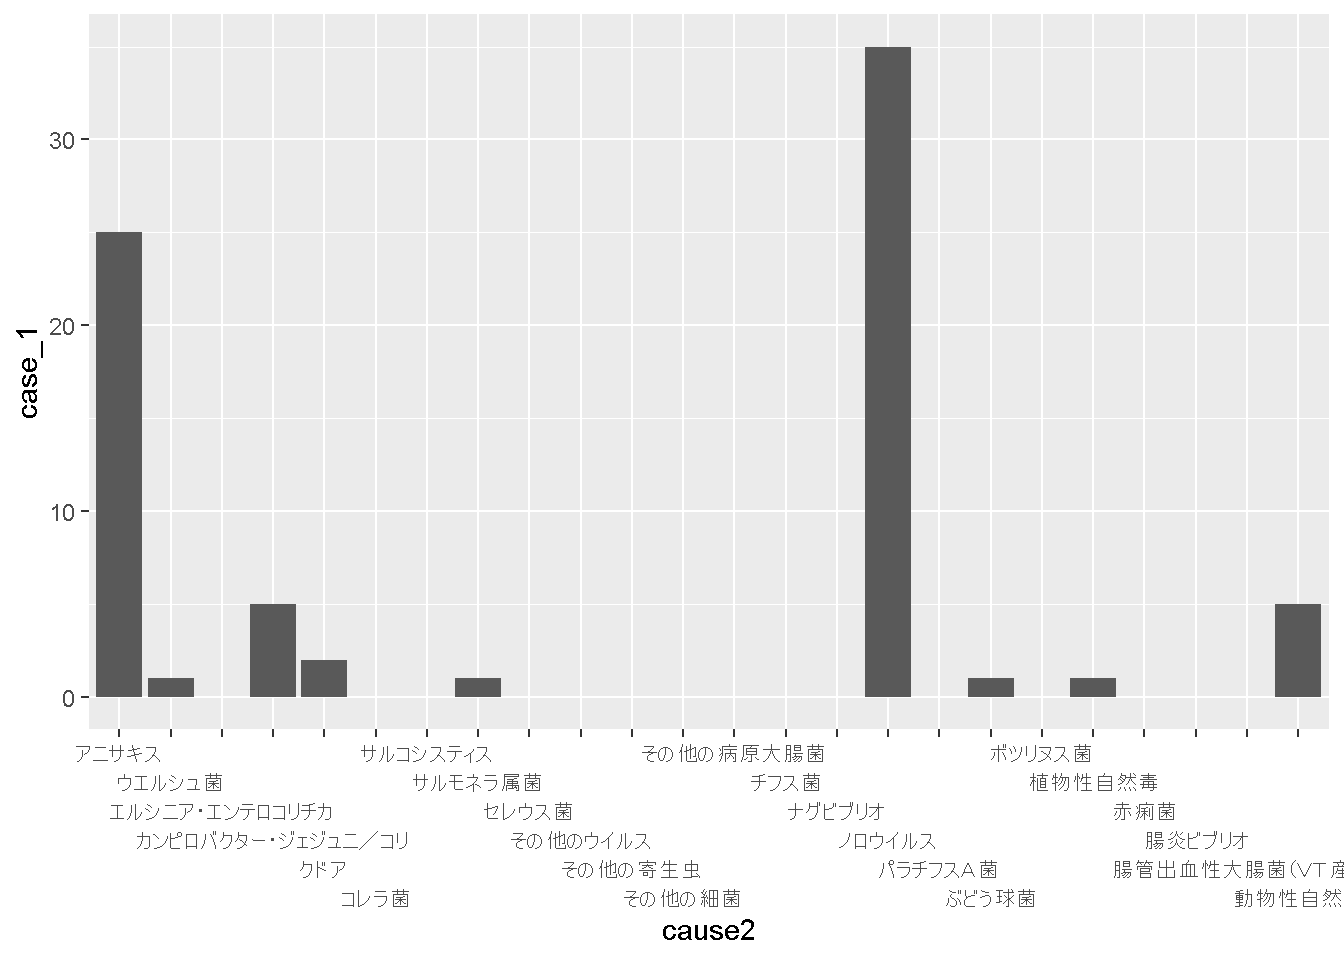 case_1
30
20
10
0
アニサキス
ウエルシュ菌
エルシニア・エンテロコリチカ
カンピロバクター・ジェジュニ／コリ
クドア
コレラ菌
サルコシスティス
サルモネラ属菌
セレウス菌
その他のウイルス
その他の寄生虫
その他の細菌
その他の病原大腸菌
チフス菌
ナグビブリオ
ノロウイルス
パラチフスA菌
ぶどう球菌
ボツリヌス菌
植物性自然毒
赤痢菌
腸炎ビブリオ
腸管出血性大腸菌(VT産
動物性自然
cause2